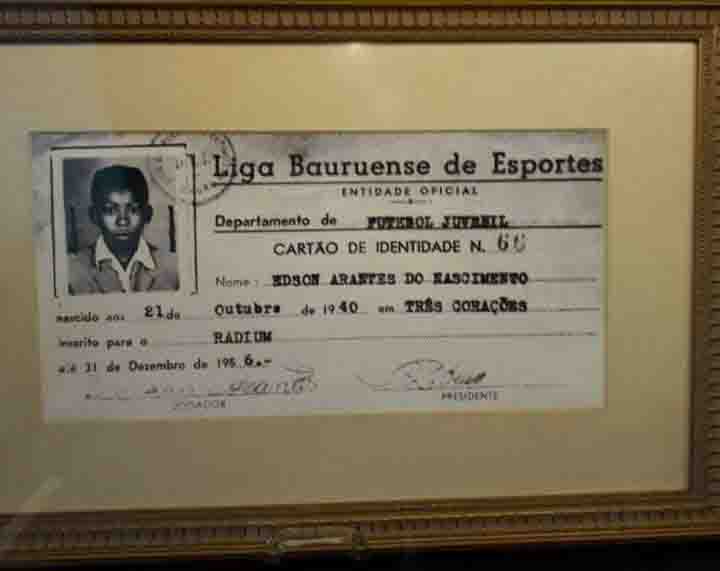 Liga Bauruense de Esportes
ENTIDADE OFICIAL
Departamento de FUTEBOL JUVENIL
CARTÃO DE IDENTIDADE N. 66
Nome: EDSON ARANTES DO NASCIMENTO
nascido aos 21 de Outubro de 1940 em TRÊS CORAÇÕES
inscrito para o RADIUM
até 31 de Dezembro de 1956.-
PRESIDENTE